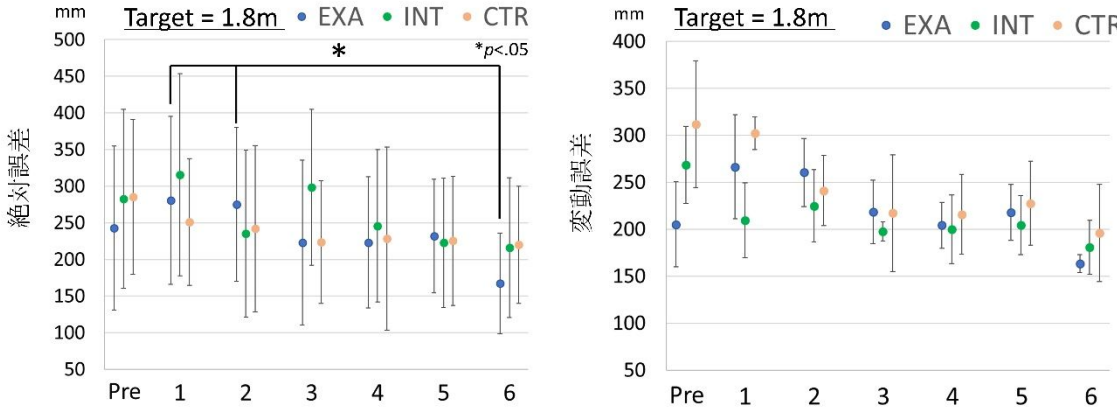 mm
Target = 1.8m
EXA INT CTR
*p<.05
*
500
450
400
350
300
250
200
150
100
50
絶対誤差
Pre 1 2 3 4 5 6
mm
Target = 1.8m
EXA INT CTR
400
350
300
250
200
150
100
50
変動誤差
Pre 1 2 3 4 5 6